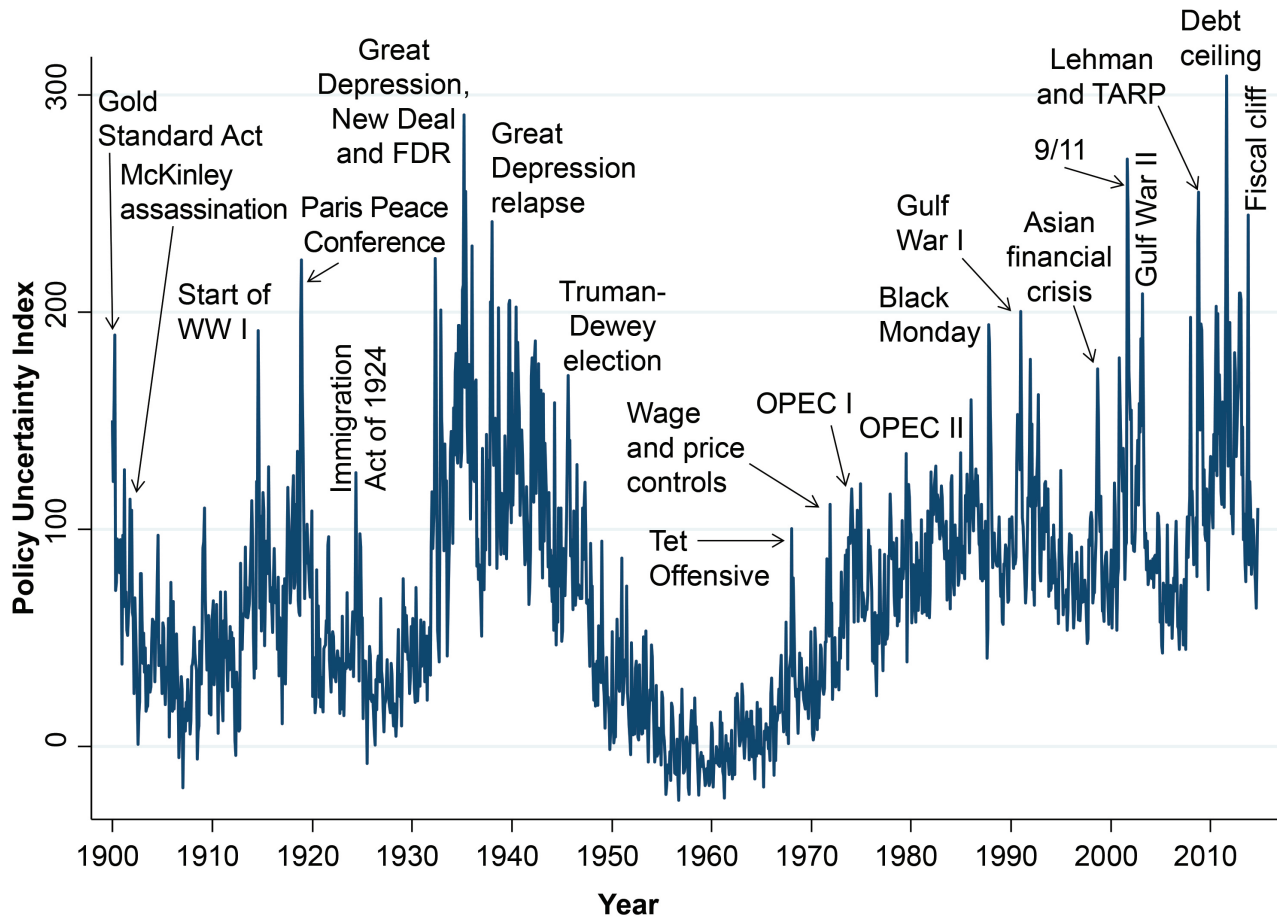 Debt
ceiling
Great
Depression,
New Deal
and FDR
Lehman
and TARP
Gold
Standard Act
Great
Depression
relapse
Fiscal cliff
McKinley
assassination
9/11
Gulf War II
Paris Peace
Conference
Gulf
War I
Asian
financial
crisis
Start of
WW I
Truman-
Dewey
election
Black
Monday
Immigration
Act of 1924
Wage
and price
controls
OPEC I
OPEC II
Tet
Offensive
Policy Uncertainty Index
300
200
100
0
1900 1910 1920 1930 1940 1950 1960 1970 1980 1990 2000 2010
Year